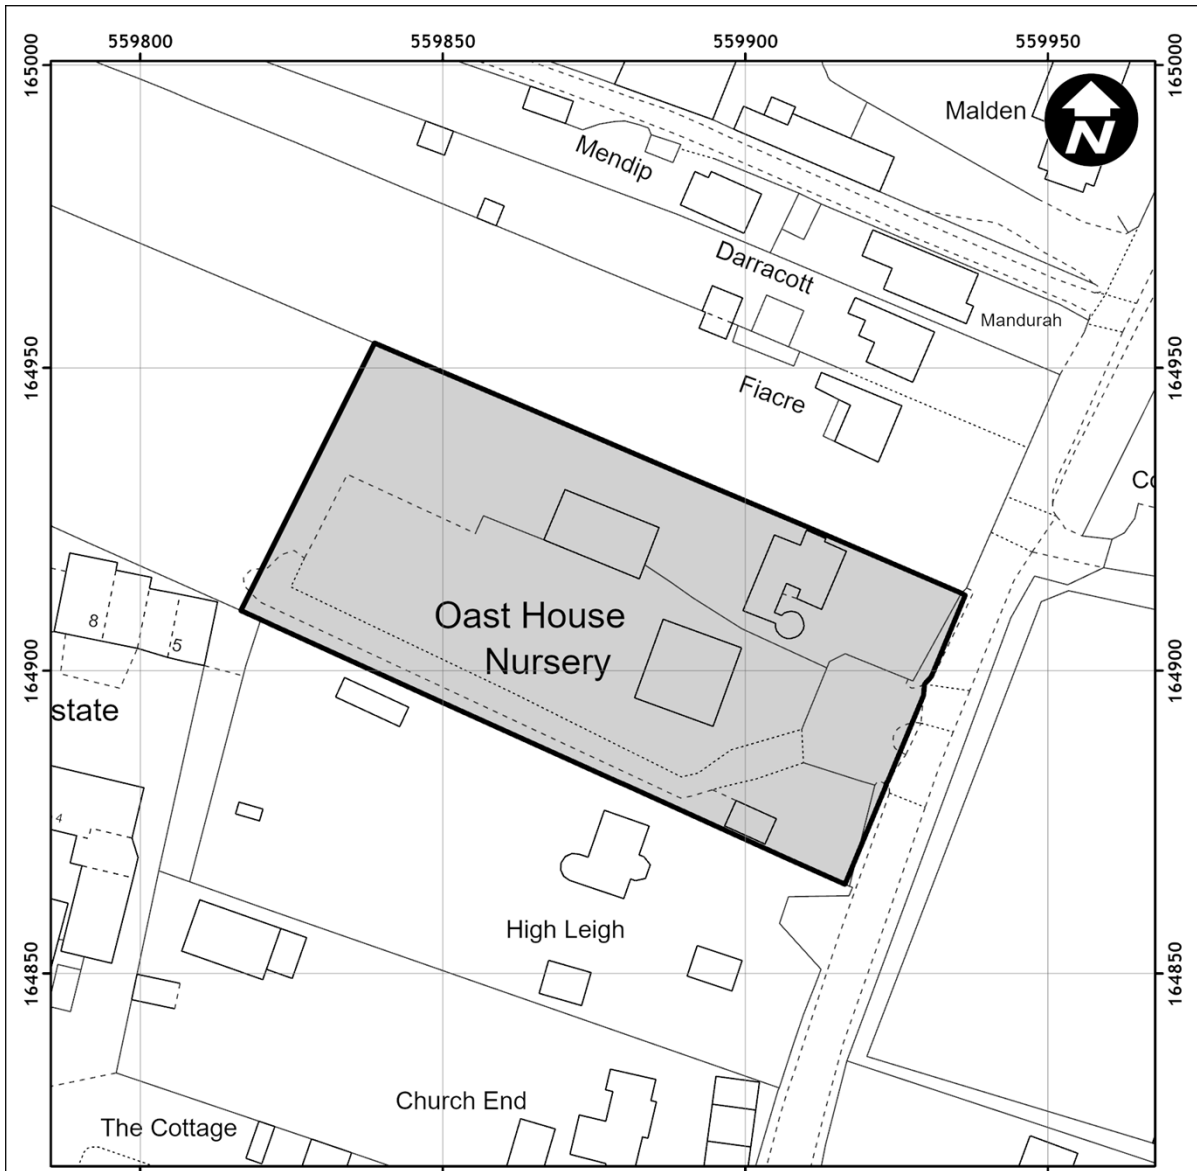 559800
559850
559900
559950
165000
165000
Malden
N
Mendip
Darracott
Mandurah
164950
164950
Fiacre
Co
Oast House
Nursery
8
5
164900
164900
state
4
High Leigh
164850
164850
Church End
The Cottage